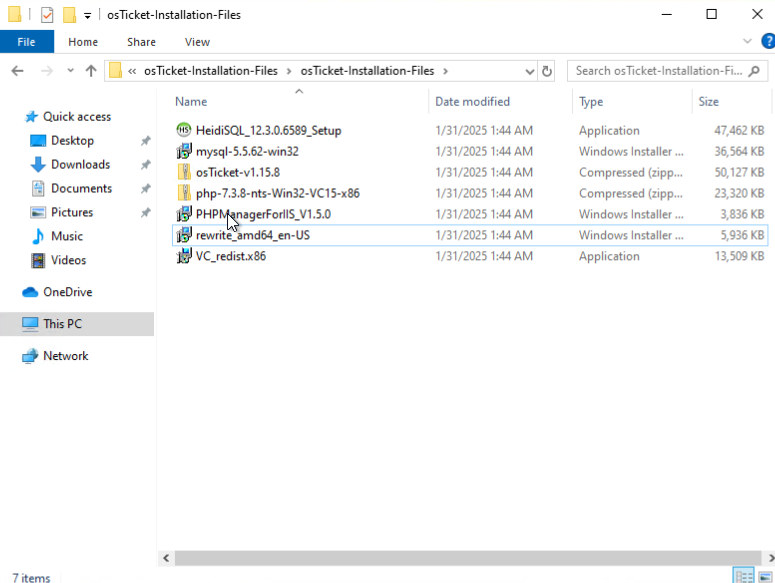 osTicket-Installation-Files
File Home Share View
« osTicket-Installation-Files › osTicket-Installation-Files › Search osTicket-Installation-Fi...
Name Date modified Type Size
Quick access
Desktop
Downloads
Documents
Pictures
Music
Videos
OneDrive
This PC
Network
HeidiSQL_12.3.0.6589_Setup 1/31/2025 1:44 AM Application 47,462 KB
mysql-5.5.62-win32 1/31/2025 1:44 AM Windows Installer ... 36,564 KB
osTicket-v1.15.8 1/31/2025 1:44 AM Compressed (zipp... 50,127 KB
php-7.3.8-nts-Win32-VC15-x86 1/31/2025 1:44 AM Compressed (zipp... 23,320 KB
PHPManagerForIIS_V1.5.0 1/31/2025 1:44 AM Windows Installer ... 3,836 KB
rewrite_amd64_en-US 1/31/2025 1:44 AM Windows Installer ... 5,936 KB
VC_redist.x86 1/31/2025 1:44 AM Application 13,509 KB
7 items